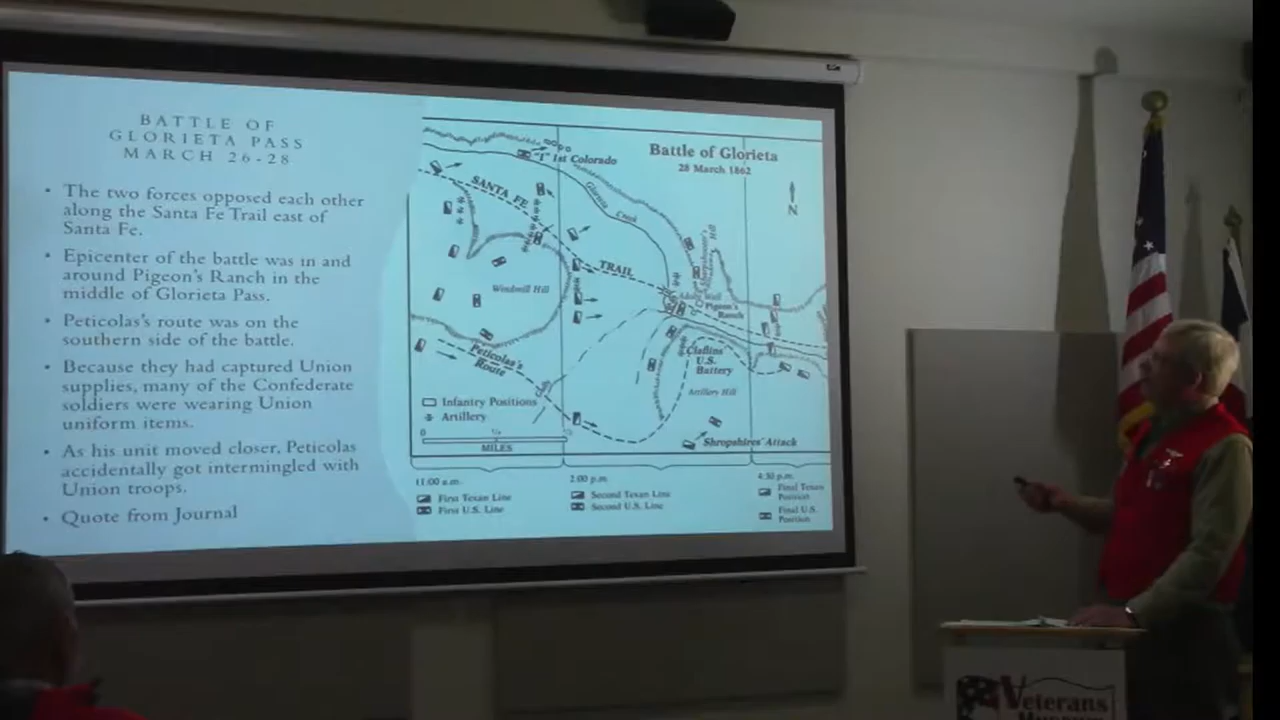 BATTLE OF
GLORIETA PASS
MARCH 26-28
• The two forces opposed each other
along the Santa Fe Trail east of
Santa Fe.
• Epicenter of the battle was in and
around Pigeon's Ranch in the
middle of Glorieta Pass.
• Peticolas's route was on the
southern side of the battle.
• Because they had captured Union
supplies, many of the Confederate
soldiers were wearing Union
uniform items.
• As his unit moved closer, Peticolas
accidentally got intermingled with
Union troops.
• Quote from Journal
Battle of Glorieta
28 March 1862
"I" 1st Colorado
SANTA FE
TRAIL
Glorieta
Creek
N
Windmill Hill
Hill
Adobe Wall
Pigeon's
Ranch
Peticolas's
Route
Claflins'
U.S.
Battery
Artillery Hill
Shropshires' Attack
Infantry Positions
Artillery
0
MILES
11:00 a.m.
First Texan Line
First U.S. Line
2:00 p.m.
Second Texan Line
Second U.S. Line
4:30 p.m.
Final Texan
Position
Final U.S.
Position
Veterans